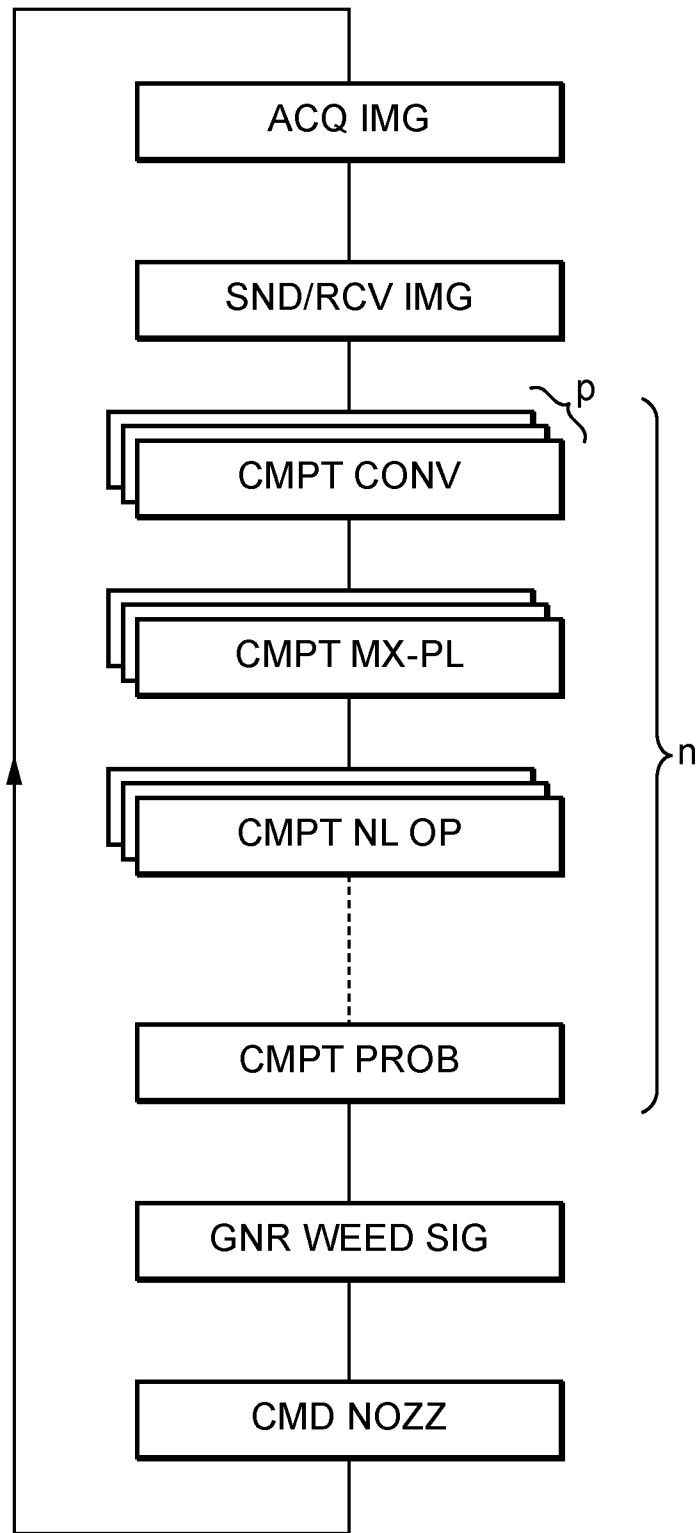 ACQ IMG
SND/RCV IMG
p
CMPT CONV
CMPT MX-PL
n
CMPT NL OP
CMPT PROB
GNR WEED SIG
CMD NOZZ